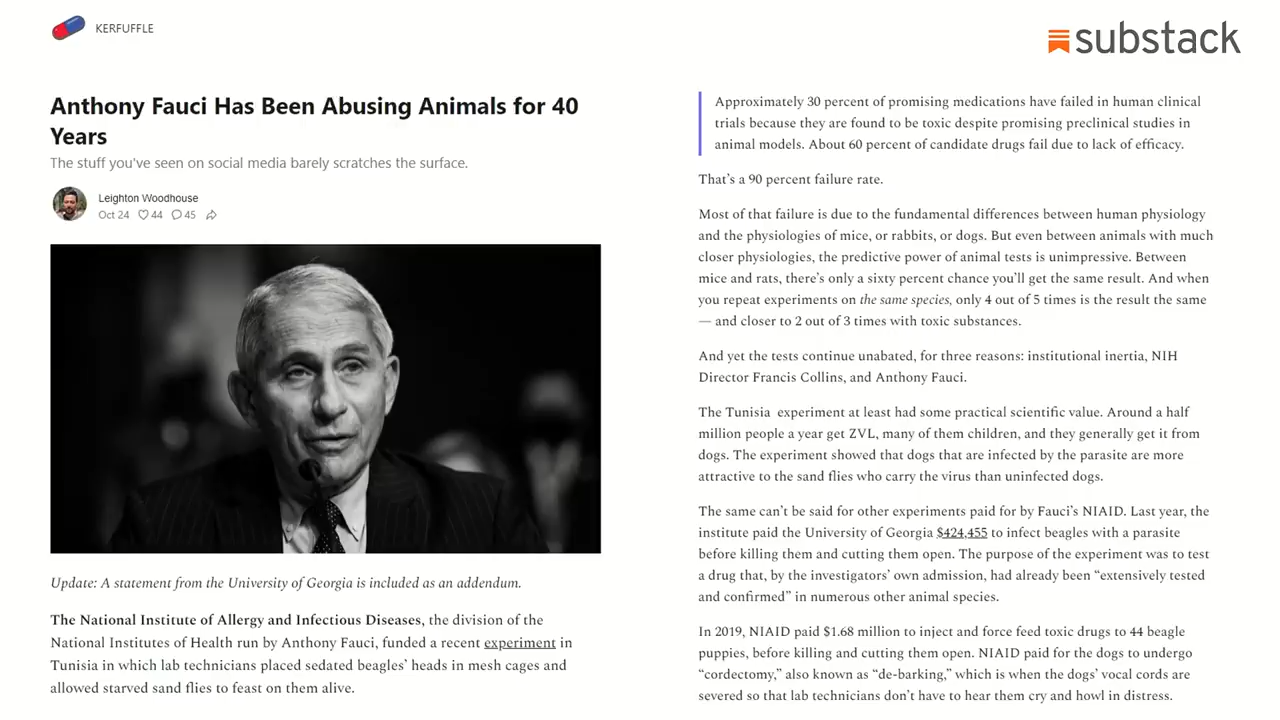 KERFUFFLE
substack
Anthony Fauci Has Been Abusing Animals for 40
Years
The stuff you've seen on social media barely scratches the surface.
Leighton Woodhouse
Oct 24 44 45
Update: A statement from the University of Georgia is included as an addendum.
The National Institute of Allergy and Infectious Diseases, the division of the
National Institutes of Health run by Anthony Fauci, funded a recent experiment in
Tunisia in which lab technicians placed sedated beagles' heads in mesh cages and
allowed starved sand flies to feast on them alive.
Approximately 30 percent of promising medications have failed in human clinical
trials because they are found to be toxic despite promising preclinical studies in
animal models. About 60 percent of candidate drugs fail due to lack of efficacy.
That's a 90 percent failure rate.
Most of that failure is due to the fundamental differences between human physiology
and the physiologies of mice, or rabbits, or dogs. But even between animals with much
closer physiologies, the predictive power of animal tests is unimpressive. Between
mice and rats, there's only a sixty percent chance you'll get the same result. And when
you repeat experiments on the same species, only 4 out of 5 times is the result the same
— and closer to 2 out of 3 times with toxic substances.
And yet the tests continue unabated, for three reasons: institutional inertia, NIH
Director Francis Collins, and Anthony Fauci.
The Tunisia experiment at least had some practical scientific value. Around a half
million people a year get ZVL, many of them children, and they generally get it from
dogs. The experiment showed that dogs that are infected by the parasite are more
attractive to the sand flies who carry the virus than uninfected dogs.
The same can't be said for other experiments paid for by Fauci's NIAID. Last year, the
institute paid the University of Georgia $424,455 to infect beagles with a parasite
before killing them and cutting them open. The purpose of the experiment was to test
a drug that, by the investigators' own admission, had already been “extensively tested
and confirmed” in numerous other animal species.
In 2019, NIAID paid $1.68 million to inject and force feed toxic drugs to 44 beagle
puppies, before killing and cutting them open. NIAID paid for the dogs to undergo
“cordectomy,” also known as “de-barking,” which is when the dogs' vocal cords are
severed so that lab technicians don't have to hear them cry and howl in distress.